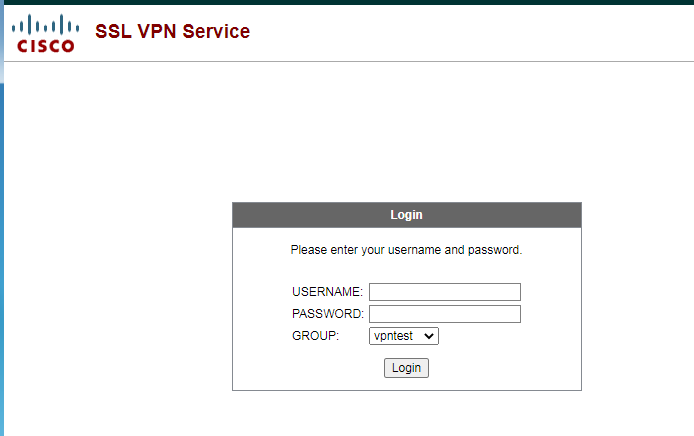 CISCO
SSL VPN Service
Login
Please enter your username and password.
USERNAME:
PASSWORD:
GROUP: vpntest
Login